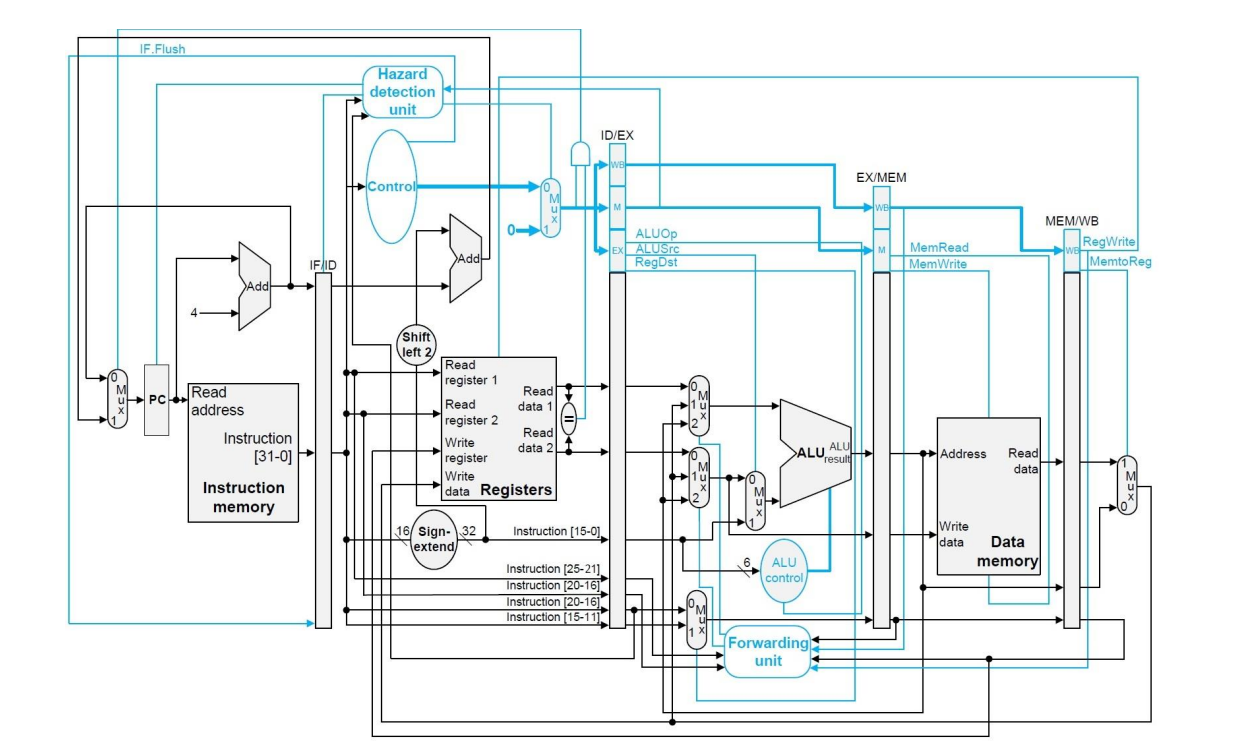 IF.Flush
Hazard
detection
unit
ID/EX
WB
EX/MEM
Control
0
M
u
x
1
M
WB
MEM/WB
0
ALUOp
ALUSrc
RegDst
EX
M
MemRead
MemWrite
WB
RegWrite
MemtoReg
Add
IF/ID
Add
4
Shift
left 2
0
M
u
x
1
PC
Read
address
Instruction
[31-0]
Instruction
memory
Read
register 1
Read
register 2
Write
register
Write
data
Read
data 1
Read
data 2
Registers
=
0
M
u
x
1
2
0
M
u
x
1
2
0
M
u
x
1
ALU
ALU
result
Address
Read
data
Write
data
Data
memory
1
M
u
x
0
16
Sign-
extend
32
Instruction [15-0]
6
ALU
control
Instruction [25-21]
Instruction [20-16]
Instruction [20-16]
Instruction [15-11]
0
M
u
x
1
Forwarding
unit